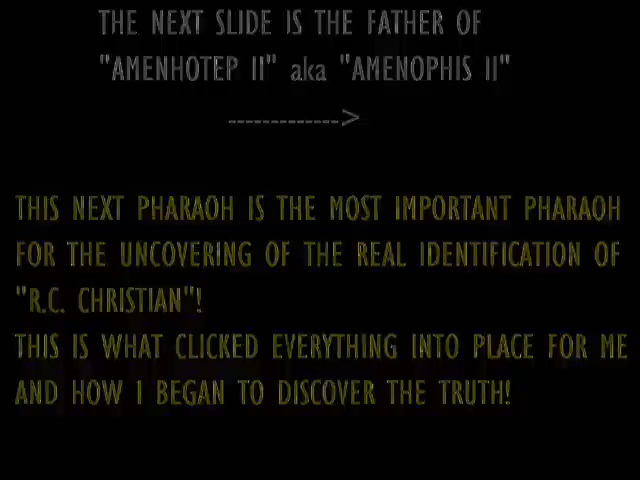 THE NEXT SLIDE IS THE FATHER OF
"AMENHOTEP II" aka "AMENOPHIS II"
------------->
THIS NEXT PHARAOH IS THE MOST IMPORTANT PHARAOH
FOR THE UNCOVERING OF THE REAL IDENTIFICATION OF
"R.C. CHRISTIAN"!
THIS IS WHAT CLICKED EVERYTHING INTO PLACE FOR ME
AND HOW I BEGAN TO DISCOVER THE TRUTH!